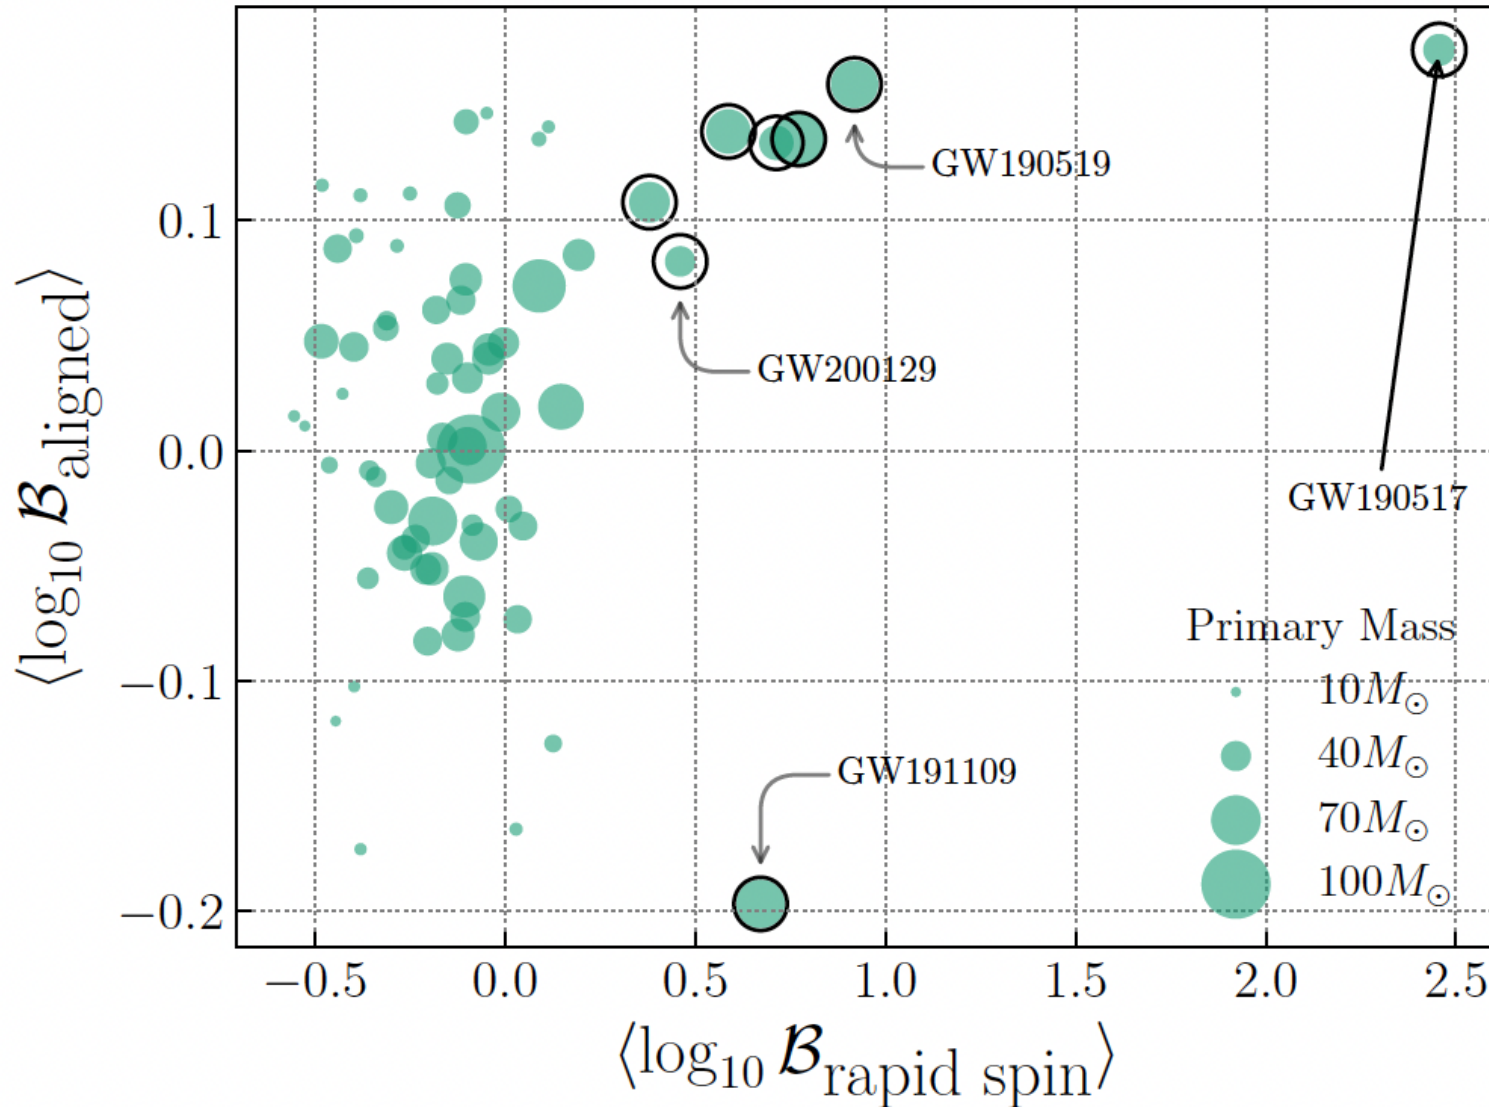 ⟨log₁₀ 𝓑aligned⟩
0.1
0.0
−0.1
−0.2
GW190519
GW200129
GW190517
GW191109
Primary Mass
10M⊙
40M⊙
70M⊙
100M⊙
−0.5 0.0 0.5 1.0 1.5 2.0 2.5
⟨log₁₀ 𝓑rapid spin⟩